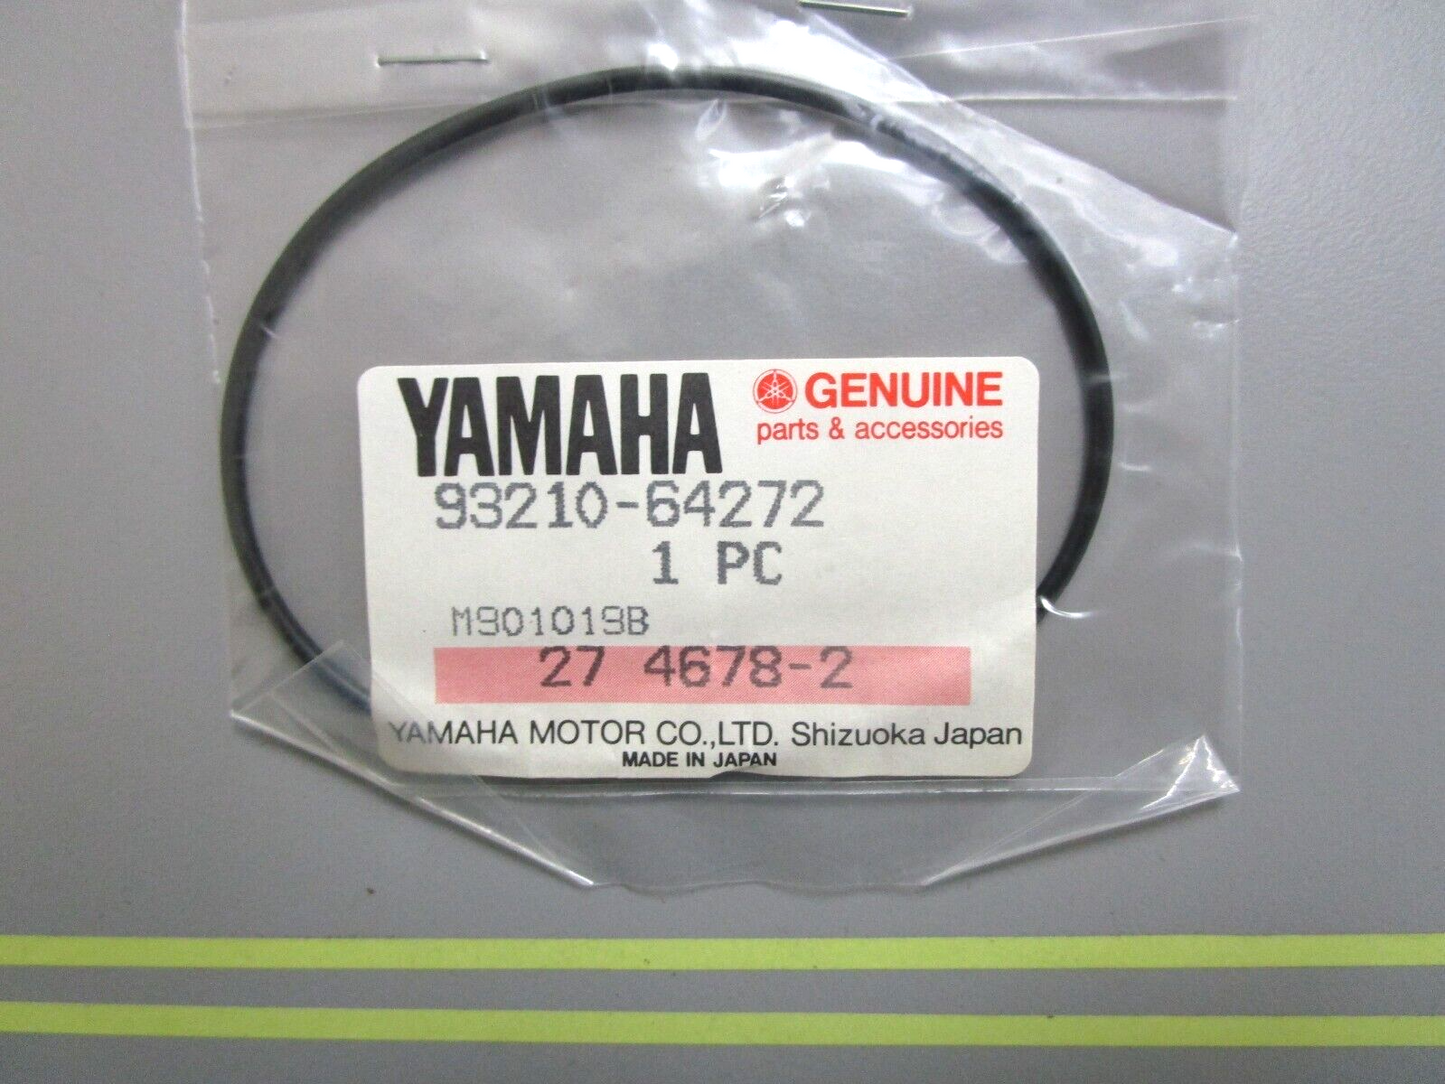 YAMAHA
GENUINE
parts & accessories
93210-64272
1 PC
M901019B
27 4678-2
YAMAHA MOTOR CO.,LTD. Shizuoka Japan
MADE IN JAPAN